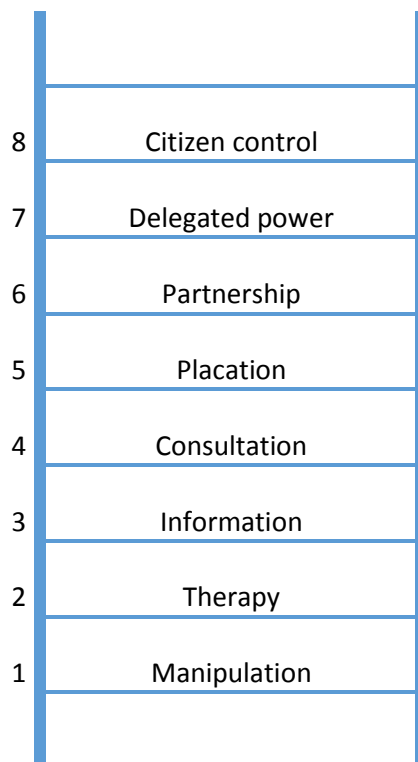 8 Citizen control
7 Delegated power
6 Partnership
5 Placation
4 Consultation
3 Information
2 Therapy
1 Manipulation